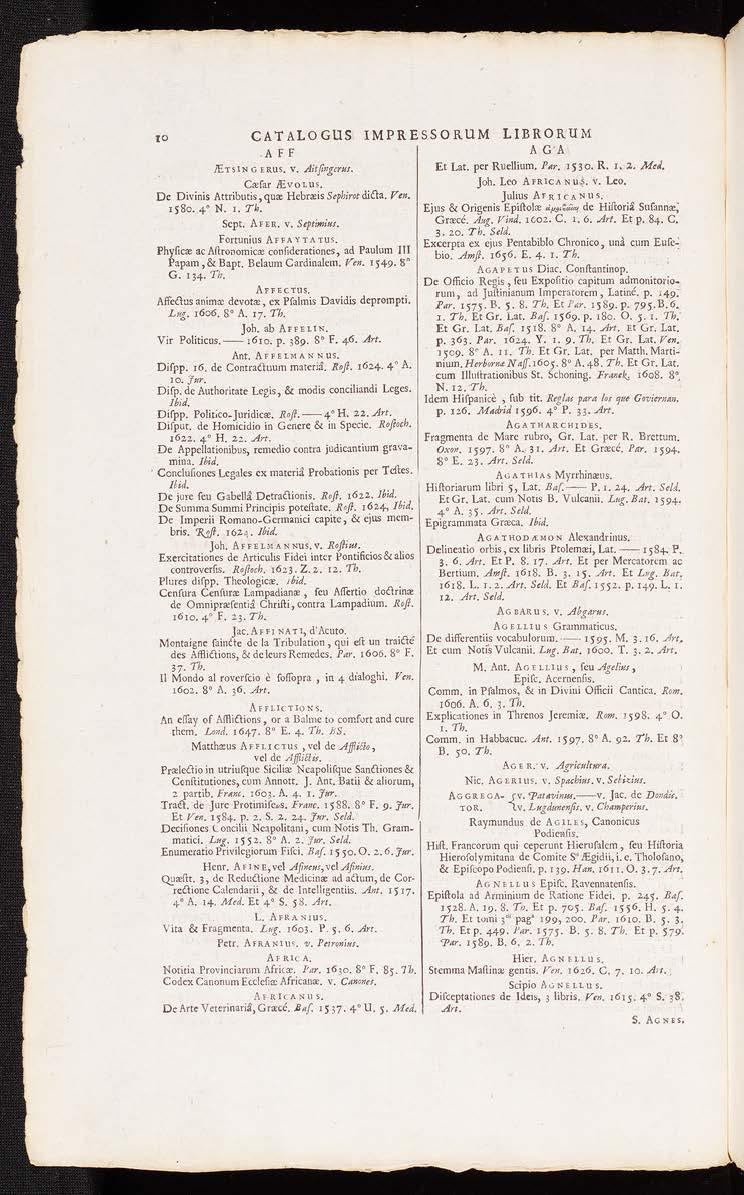 10
CATALOGUS IMPRESSORUM LIBRORUM
AFF
ÆTSINGERUS. v. Aitſingerus.
Cæſar ÆVOLUS.
De Divinis Attributis, quæ Hebræis Sephirot dicta. Ven.
1580. 4° N. 1. Th.
Sept. AFER. v. Septimius.
Fortunius AFFAYTATUS.
Phyſicæ ac Aſtronomicæ conſiderationes, ad Paulum III
Papam, & Bapt. Belaum Cardinalem. Ven. 1549. 8°
G. 134. Th.
AFFECTUS.
Affectus animæ devotæ, ex Pſalmis Davidis deprompti.
Lug. 1606. 8° A. 17. Th.
Joh. ab AFFELIN.
Vir Politicus.—— 1610. p. 389. 8° F. 46. Art.
Ant. AFFELMANNUS.
Diſpp. 16. de Contractuum materiâ. Roſt. 1624. 4° A.
10. Jur.
Diſp. de Authoritate Legis, & modis conciliandi Leges.
Ibid.
Diſpp. Politico-Juridicæ. Roſt.—— 4° H. 22. Art.
Diſput. de Homicidio in Genere & in Specie. Roſtoch.
1622. 4° H. 22. Art.
De Appellationibus, remedio contra judicantium grava-
mina. Ibid.
Concluſiones Legales ex materiâ Probationis per Teſtes.
Ibid.
De jure ſeu Gabellâ Detractionis. Roſt. 1622. Ibid.
De Summa Summi Principis poteſtate. Roſt. 1624, Ibid.
De Imperii Romano-Germanici capite, & ejus mem-
bris. Roſt. 1624. Ibid.
Joh. AFFELMANNUS. v. Roſtius.
Exercitationes de Articulis Fidei inter Pontificios & alios
controverſis. Roſtoch. 1623. Z. 2. 12. Th.
Plures diſpp. Theologicæ. ibid.
Cenſura Cenſuræ Lampadianæ, ſeu Aſſertio doctrinæ
de Omnipræſentiâ Chriſti, contra Lampadium. Roſt.
1610. 4° F. 23. Th.
Jac. AFFINATI, d'Acuto.
Montaigne ſaincte de la Tribulation, qui eſt un traicté
des Afflictions, & de leurs Remedes. Par. 1606. 8° F.
37. Th.
Il Mondo al roverſcio è ſoſſopra, in 4 dialoghi. Ven.
1602. 8° A. 36. Art.
AFFLICTIONS.
An eſſay of Afflictions, or a Balme to comfort and cure
them. Lond. 1647. 8° E. 4. Th. BS.
Matthæus AFFLICTUS, vel de Afflicto,
vel de Afflictis.
Prælectio in utriuſque Siciliæ Neapoliſque Sanctiones &
Conſtitutiones, cum Annott. J. Ant. Batii & aliorum,
2 partib. Franc. 1603. A. 4. 1. Jur.
Tract. de Jure Protimiſeωs. Franc. 1588. 8° F. 9. Jur.
Et Ven. 1584. p. 2. S. 2. 24. Jur. Seld.
Deciſiones Concilii Neapolitani, cum Notis Th. Gram-
matici. Lug. 1552. 8° A. 2. Jur. Seld.
Enumeratio Privilegiorum Fiſci. Baſ. 1550. O. 2. 6. Jur.
Henr. AFINE, vel Afineus, vel Afinius.
Quæſtt. 3, de Reductione Medicinæ ad actum, de Cor-
rectione Calendarii, & de Intelligentiis. Ant. 1517.
4° A. 14. Med. Et 4° S. 58. Art.
L. AFRANIUS.
Vita & Fragmenta. Lug. 1603. P. 5. 6. Art.
Petr. AFRANIUS. v. Petronius.
AFRICA.
Notitia Provinciarum Africæ. Par. 1630. 8° F. 85. Th.
Codex Canonum Eccleſiæ Africanæ. v. Canones.
AFRICANUS.
De Arte Veterinariâ, Græcé. Baſ. 1537. 4° U. 5. Med.
AGA
Et Lat. per Ruellium. Par. 1530. R. 1. 2. Med.
Joh. Leo AFRICANUS. v. Leo.
Julius AFRICANUS.
Ejus & Origenis Epiſtolæ de Hiſtoriâ Suſannæ,
Græcé. Aug. Vind. 1602. C. 1. 6. Art. Et p. 84. C.
3. 20. Th. Seld.
Excerpta ex ejus Pentabiblo Chronico, unà cum Euſe-
bio. Amſt. 1656. E. 4. 1. Th.
AGAPETUS Diac. Conſtantinop.
De Officio Regis, ſeu Expoſitio capitum admonitorio-
rum, ad Juſtinianum Imperatorem, Latiné. p. 149.
Par. 1575. B. 5. 8. Th. Et Par. 1589. p. 795. B. 6.
1. Th. Et Gr. Lat. Baſ. 1569. p. 180. O. 5. 1. Th.
Et Gr. Lat. Baſ. 1518. 8° A. 14. Art. Et Gr. Lat.
p. 363. Par. 1624. Y. 1. 9. Th. Et Gr. Lat. Ven.
1509. 8° A. 11. Th. Et Gr. Lat. per Matth. Marti-
nium. Herbornæ Naſſ. 1605. 8° A. 48. Th. Et Gr. Lat.
cum Illuſtrationibus St. Schoning. Franek. 1608. 8°
N. 12. Th.
Idem Hiſpanicè, ſub tit. Reglas para los que Goviernan.
p. 126. Madrid 1596. 4° P. 33. Art.
AGATHARCHIDES.
Fragmenta de Mare rubro, Gr. Lat. per R. Brettum.
Oxon. 1597. 8° A. 31. Art. Et Græcé. Par. 1594.
8° E. 23. Art. Seld.
AGATHIAS Myrrhinæus.
Hiſtoriarum libri 5, Lat. Baſ.—— P. 1. 24. Art. Seld.
Et Gr. Lat. cum Notis B. Vulcanii. Lug. Bat. 1594.
4° A. 35. Art. Seld.
Epigrammata Græca. Ibid.
AGATHODÆMON Alexandrinus.
Delineatio orbis, ex libris Ptolemæi, Lat. —— 1584. P.
3. 6. Art. Et P. 8. 17. Art. Et per Mercatorem ac
Bertium. Amſt. 1618. B. 3. 15. Art. Et Lug. Bat.
1618. L. 1. 2. Art. Seld. Et Baſ. 1552. p. 149. L. 1.
12. Art. Seld.
AGBARUS. v. Abgarus.
AGELLIUS Grammaticus.
De differentiis vocabulorum.—— 1595. M. 3. 16. Art.
Et cum Notis Vulcanii. Lug. Bat. 1600. T. 3. 2. Art.
M. Ant. AGELLIUS, ſeu Agelius,
Epiſc. Acernenſis.
Comm. in Pſalmos, & in Divini Officii Cantica. Rom.
1606. A. 6. 3. Th.
Explicationes in Threnos Jeremiæ. Rom. 1598. 4° O.
1. Th.
Comm. in Habbacuc. Ant. 1597. 8° A. 92. Th. Et 8°
B. 50. Th.
AGER. v. Agricultura.
Nic. AGERIUS. v. Spachius. v. Sebizius.
AGGREGA- { v. Patavinus.——v. Jac. de Dondis.
TOR. { v. Lugdunenſis. v. Champerius.
Raymundus de AGILES, Canonicus
Podienſis.
Hiſt. Francorum qui ceperunt Hieruſalem, ſeu Hiſtoria
Hieroſolymitana de Comite Sti Ægidii, i. e. Tholoſano,
& Epiſcopo Podienſi. p. 139. Han. 1611. O. 3. 7. Art.
AGNELLUS Epiſc. Ravennatenſis.
Epiſtola ad Arminium de Ratione Fidei. p. 245. Baſ.
1528. A. 19. 8. Th. Et p. 705. Baſ. 1556. H. 5. 4.
Th. Et tomi 3tii pagis 199, 200. Par. 1610. B. 5. 3.
Th. Et p. 449. Par. 1575. B. 5. 8. Th. Et p. 579.
Par. 1589. B. 6. 2. Th.
Hier. AGNELLUS.
Stemma Maſtinæ gentis. Ven. 1626. C. 7. 10. Art.
Scipio AGNELLUS.
Diſceptationes de Ideis, 3 libris. Ven. 1615. 4° S. 38.
Art.
S. AGNES.